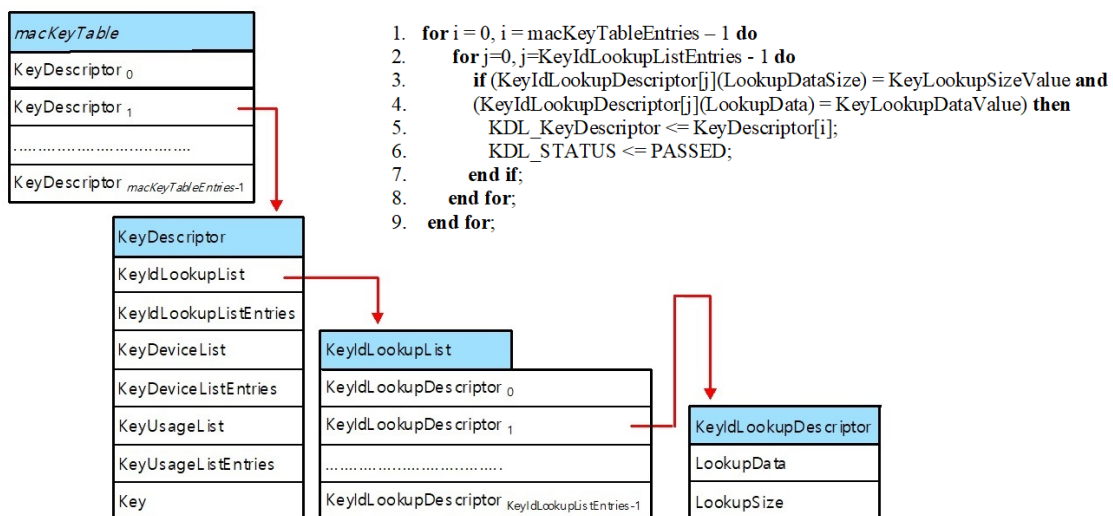 macKeyTable
KeyDescriptor 0
KeyDescriptor 1
................................
KeyDescriptor macKeyTableEntries-1
1. for i = 0, i = macKeyTableEntries – 1 do
2. for j=0, j=KeyIdLookupListEntries - 1 do
3. if (KeyIdLookupDescriptor[j](LookupDataSize) = KeyLookupSizeValue and
4. (KeyIdLookupDescriptor[j](LookupData) = KeyLookupDataValue) then
5. KDL_KeyDescriptor <= KeyDescriptor[i];
6. KDL_STATUS <= PASSED;
7. end if;
8. end for;
9. end for;
KeyDescriptor
KeyIdLookupList
KeyIdLookupListEntries
KeyDeviceList
KeyDeviceListEntries
KeyUsageList
KeyUsageListEntries
Key
KeyIdLookupList
KeyIdLookupDescriptor 0
KeyIdLookupDescriptor 1
................................
KeyIdLookupDescriptor KeyIdLookupListEntries-1
KeyIdLookupDescriptor
LookupData
LookupSize